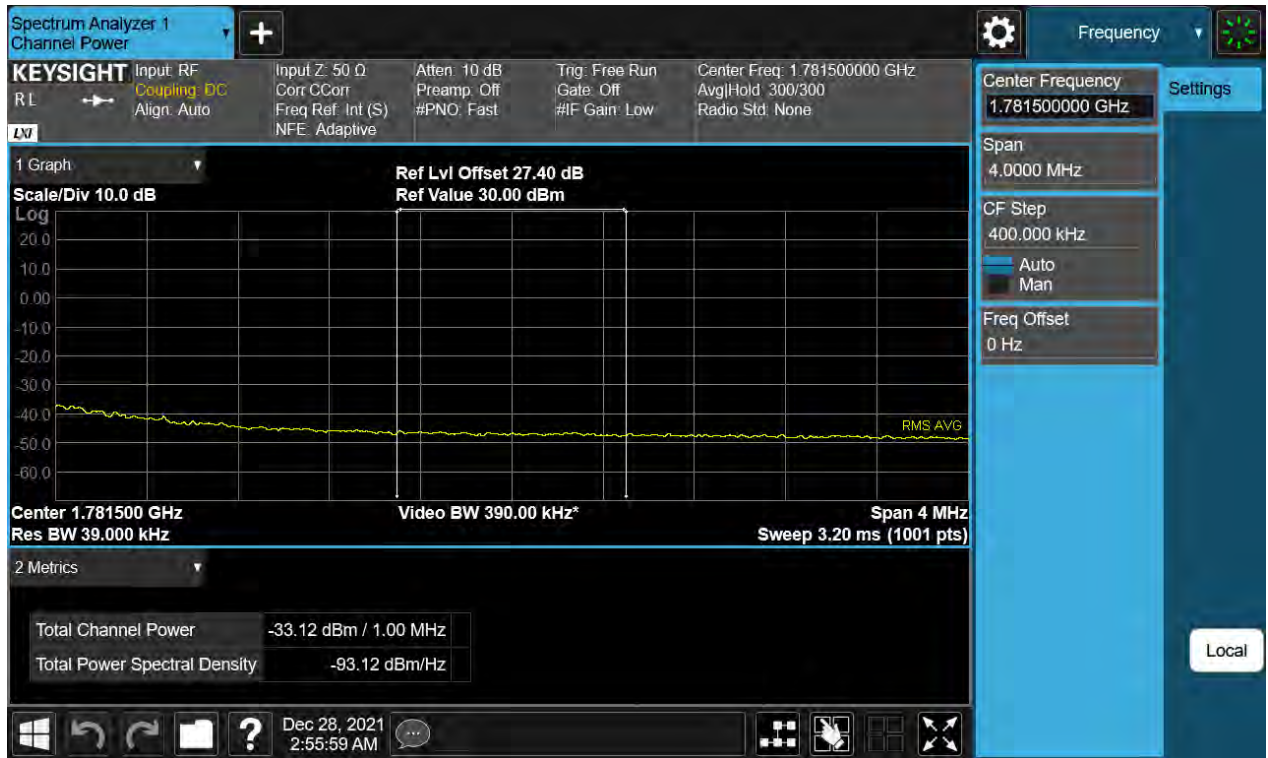 Spectrum Analyzer 1
Channel Power
+
Frequency
KEYSIGHT
RL
LXI
Input: RF
Coupling: DC
Align: Auto
Input Z: 50 Ω
Corr CCorr
Freq Ref: Int (S)
NFE: Adaptive
Atten: 10 dB
Preamp: Off
#PNO: Fast
Trig: Free Run
Gate: Off
#IF Gain: Low
Center Freq: 1.781500000 GHz
Avg|Hold: 300/300
Radio Std: None
Center Frequency
1.781500000 GHz
Settings
Span
4.0000 MHz
CF Step
400.000 kHz
Auto
Man
Freq Offset
0 Hz
1 Graph
Ref Lvl Offset 27.40 dB
Scale/Div 10.0 dB
Ref Value 30.00 dBm
Log
20.0
10.0
0.00
-10.0
-20.0
-30.0
-40.0
RMS AVG
-50.0
-60.0
Center 1.781500 GHz
Video BW 390.00 kHz*
Span 4 MHz
Res BW 39.000 kHz
Sweep 3.20 ms (1001 pts)
2 Metrics
Total Channel Power -33.12 dBm / 1.00 MHz
Total Power Spectral Density -93.12 dBm/Hz
Local
?
Dec 28, 2021
2:55:59 AM